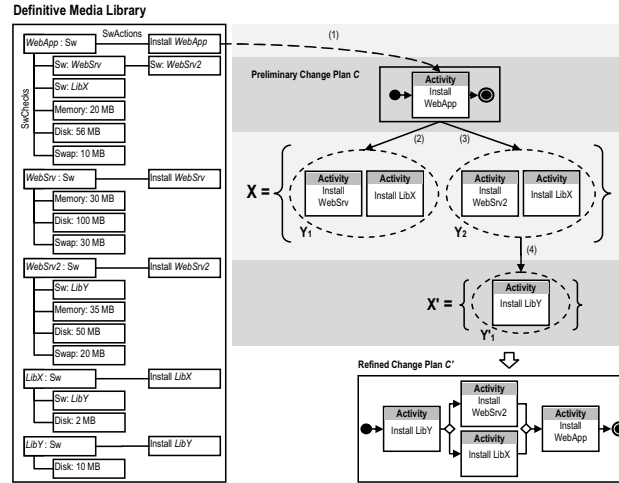 Definitive Media Library
SwActions
WebApp : Sw
Install WebApp
SwChecks
Sw: WebSrv
Sw: WebSrv2
Sw: LibX
Memory: 20 MB
Disk: 56 MB
Swap: 10 MB
WebSrv : Sw
Install WebSrv
Memory: 30 MB
Disk: 100 MB
Swap: 30 MB
WebSrv2 : Sw
Install WebSrv2
Sw: LibY
Memory: 35 MB
Disk: 50 MB
Swap: 20 MB
LibX : Sw
Install LibX
Sw: LibY
Disk: 2 MB
LibY : Sw
Install LibY
Disk: 10 MB
(1)
Preliminary Change Plan C
Activity
Install
WebApp
(2)
(3)
X = {
Activity
Install
WebSrv
Activity
Install LibX
Y1
Activity
Install
WebSrv2
Activity
Install LibX
Y2
}
(4)
X' = {
Activity
Install LibY
Y'1
}
Refined Change Plan C'
Activity
Install LibY
Activity
Install
WebSrv2
Activity
Install LibX
Activity
Install
WebApp